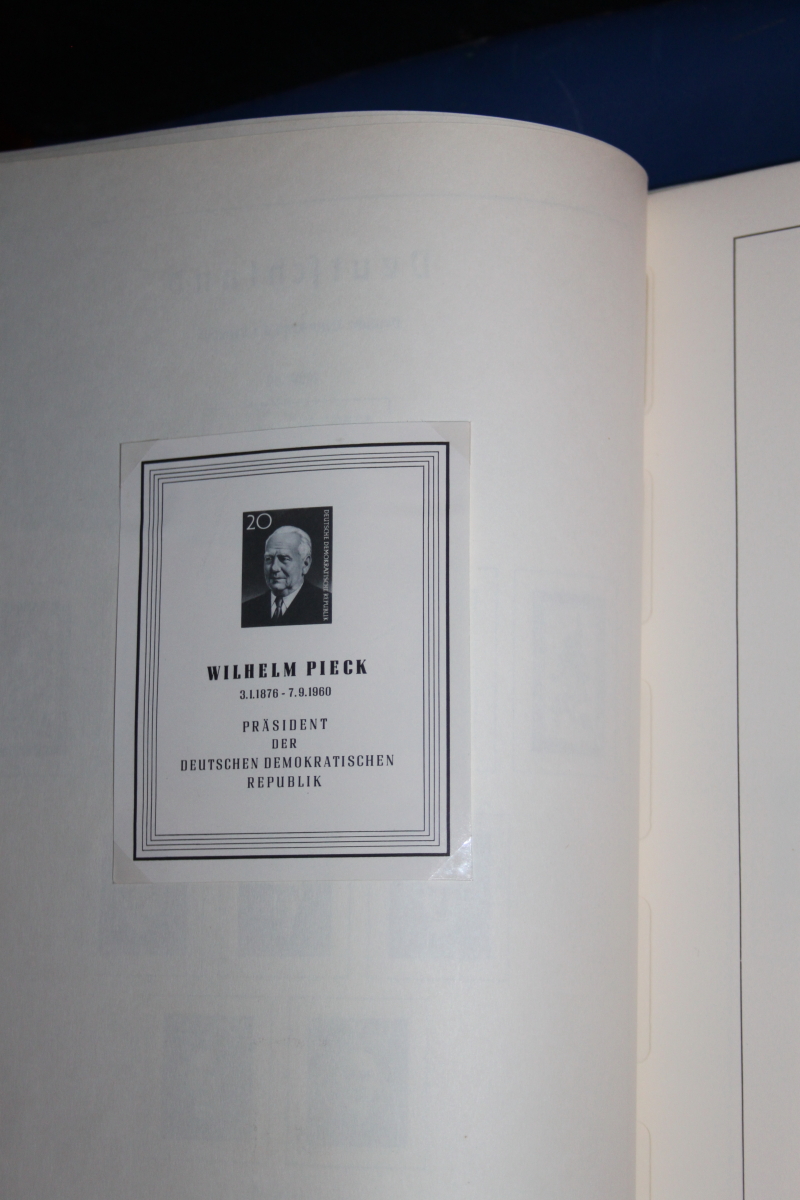 20
DEUTSCHE DEMOKRATISCHE REPUBLIK
WILHELM PIECK
3.1.1876 - 7.9.1960
PRÄSIDENT
DER
DEUTSCHEN DEMOKRATISCHEN
REPUBLIK